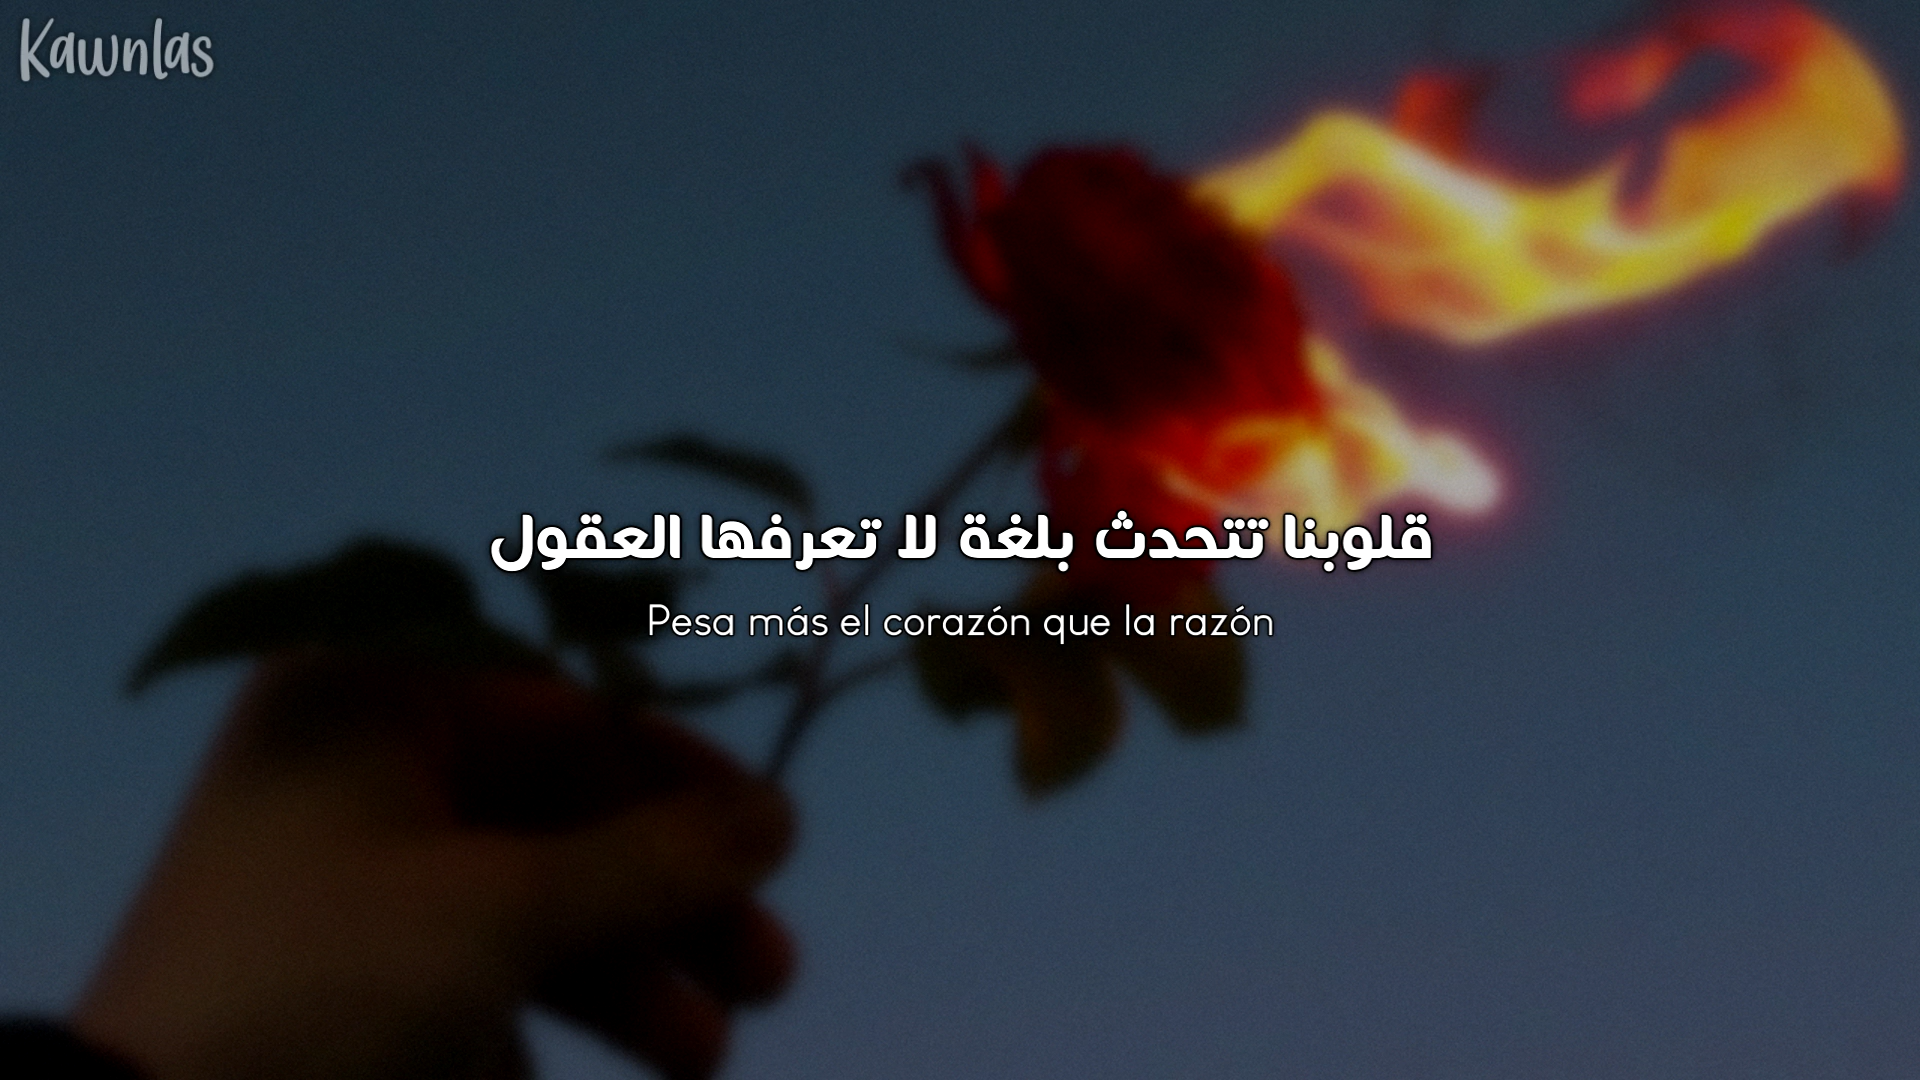 Kawnlas
قلوبنا تتحدث بلغة لا تعرفها العقول
Pesa más el corazón que la razón